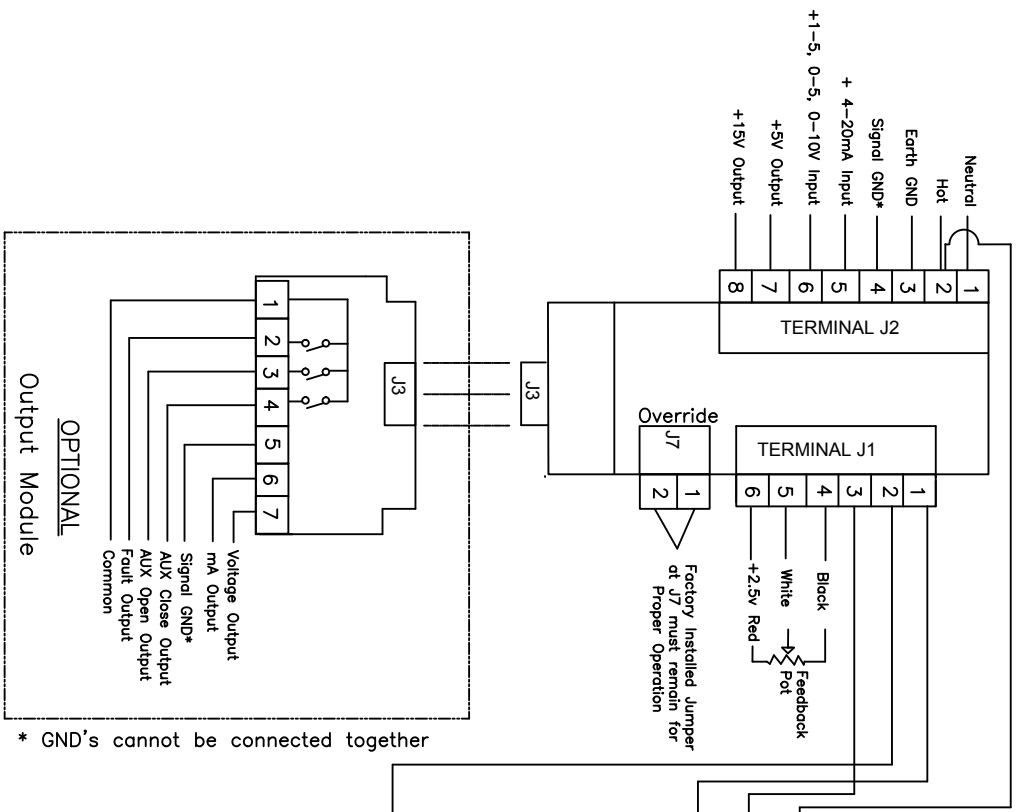 Neutral
Hot
Earth GND
Signal GND*
+ 4-20mA Input
+1-5, 0-5, 0-10V Input
+5V Output
+15V Output
8 7 6 5 4 3 2 1
TERMINAL J2
J3
J3
Override
J7
2 1
TERMINAL J1
6 5 4 3 2 1
Black
White
+2.5v Red
Feedback
Pot
Factory Installed Jumper
at J7 must remain for
Proper Operation
1 2 3 4 5 6 7
Voltage Output
mA Output
Signal GND*
AUX Close Output
AUX Open Output
Fault Output
Common
OPTIONAL
Output Module
* GND's cannot be connected together